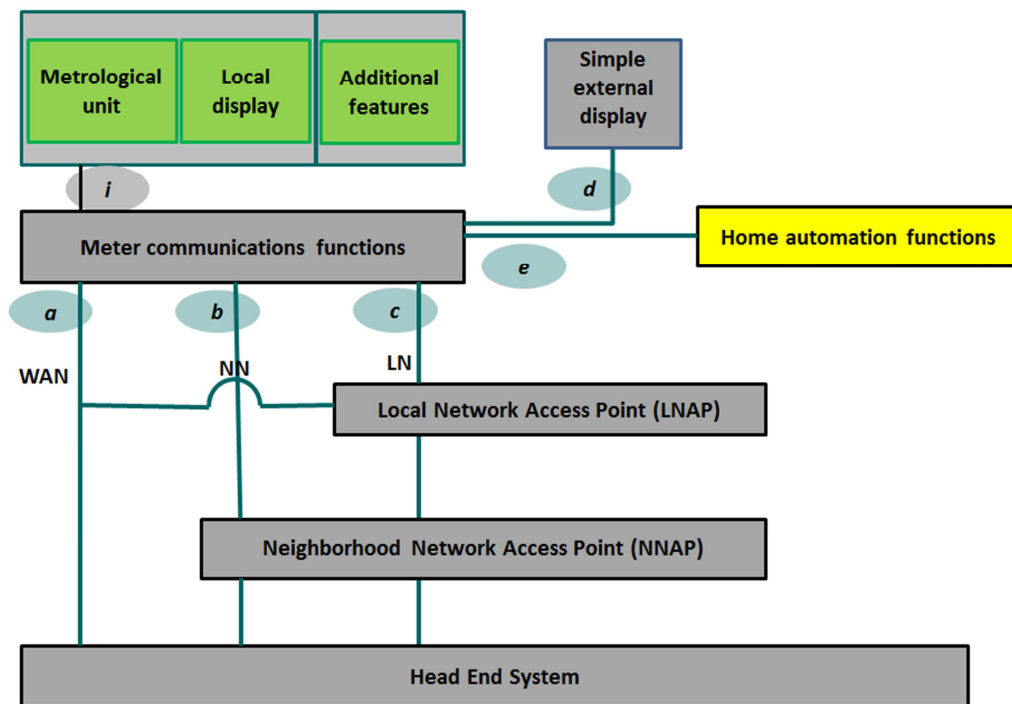 Metrological
unit
Local
display
Additional
features
Simple
external
display
i
d
Meter communications functions
Home automation functions
e
a
b
c
WAN
NN
LN
Local Network Access Point (LNAP)
Neighborhood Network Access Point (NNAP)
Head End System